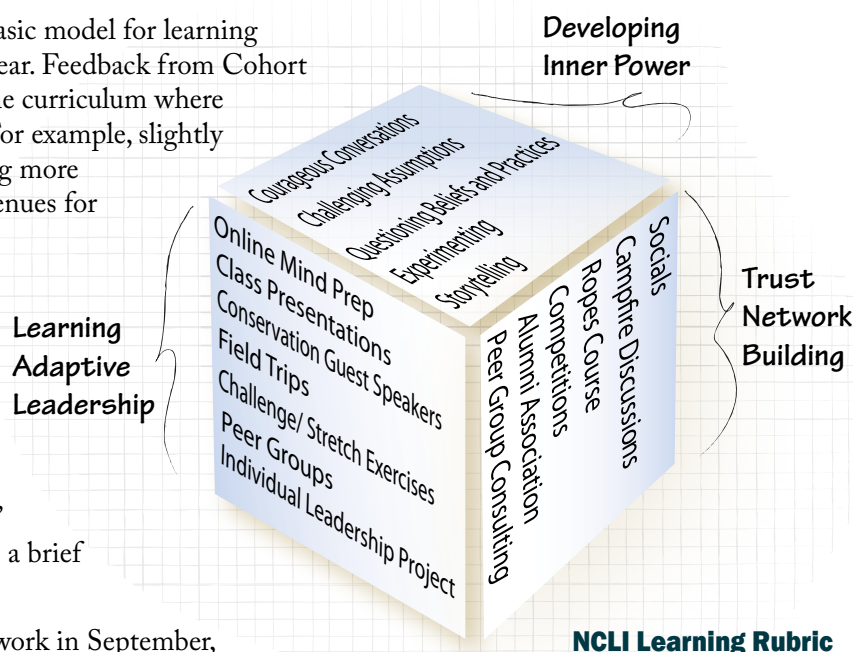 asic model for learning
ear. Feedback from Cohort
e curriculum where
or example, slightly
g more
enues for
Developing
Inner Power
Courageous Conversations
Challenging Assumptions
Questioning Beliefs and Practices
Experimenting
Storytelling
Learning
Adaptive
Leadership
Online Mind Prep
Class Presentations
Conservation Guest Speakers
Field Trips
Challenge/ Stretch Exercises
Peer Groups
Individual Leadership Project
Socials
Campfire Discussions
Ropes Course
Competitions
Alumni Association
Peer Group Consulting
Trust
Network
Building
,
a brief
work in September,
NCLI Learning Rubric